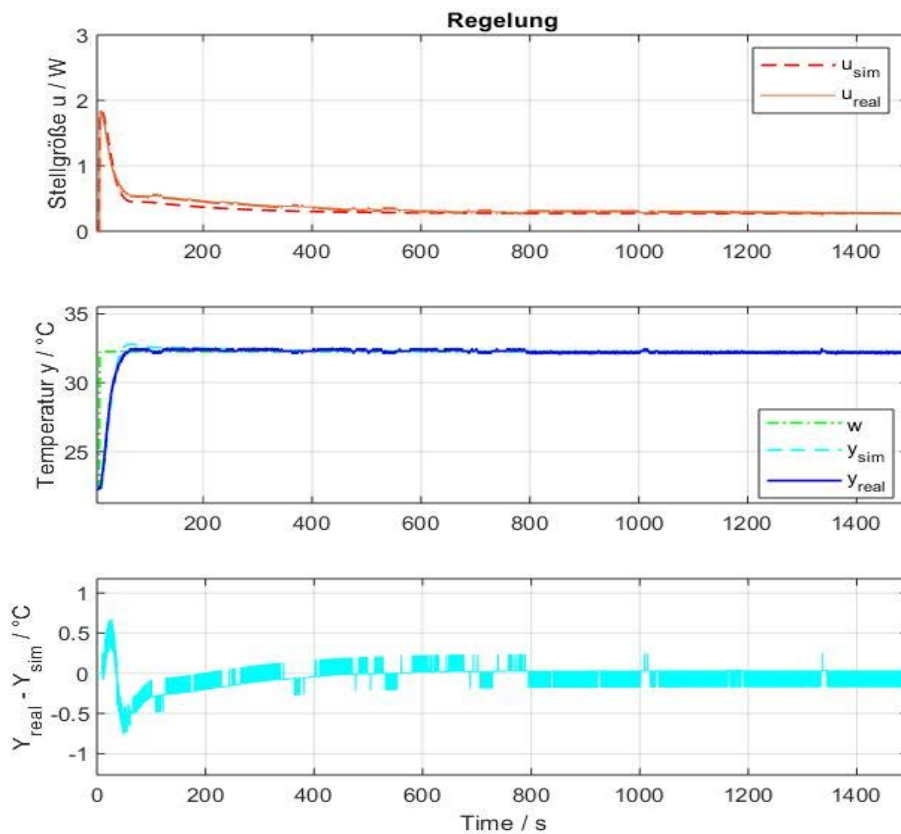 Regelung
Stellgröße u / W
3
2
1
0
u_sim
u_real
200 400 600 800 1000 1200 1400
Temperatur y / °C
35
30
25
w
y_sim
y_real
200 400 600 800 1000 1200 1400
Y_real - Y_sim / °C
1
0.5
0
-0.5
-1
0 200 400 600 800 1000 1200 1400
Time / s